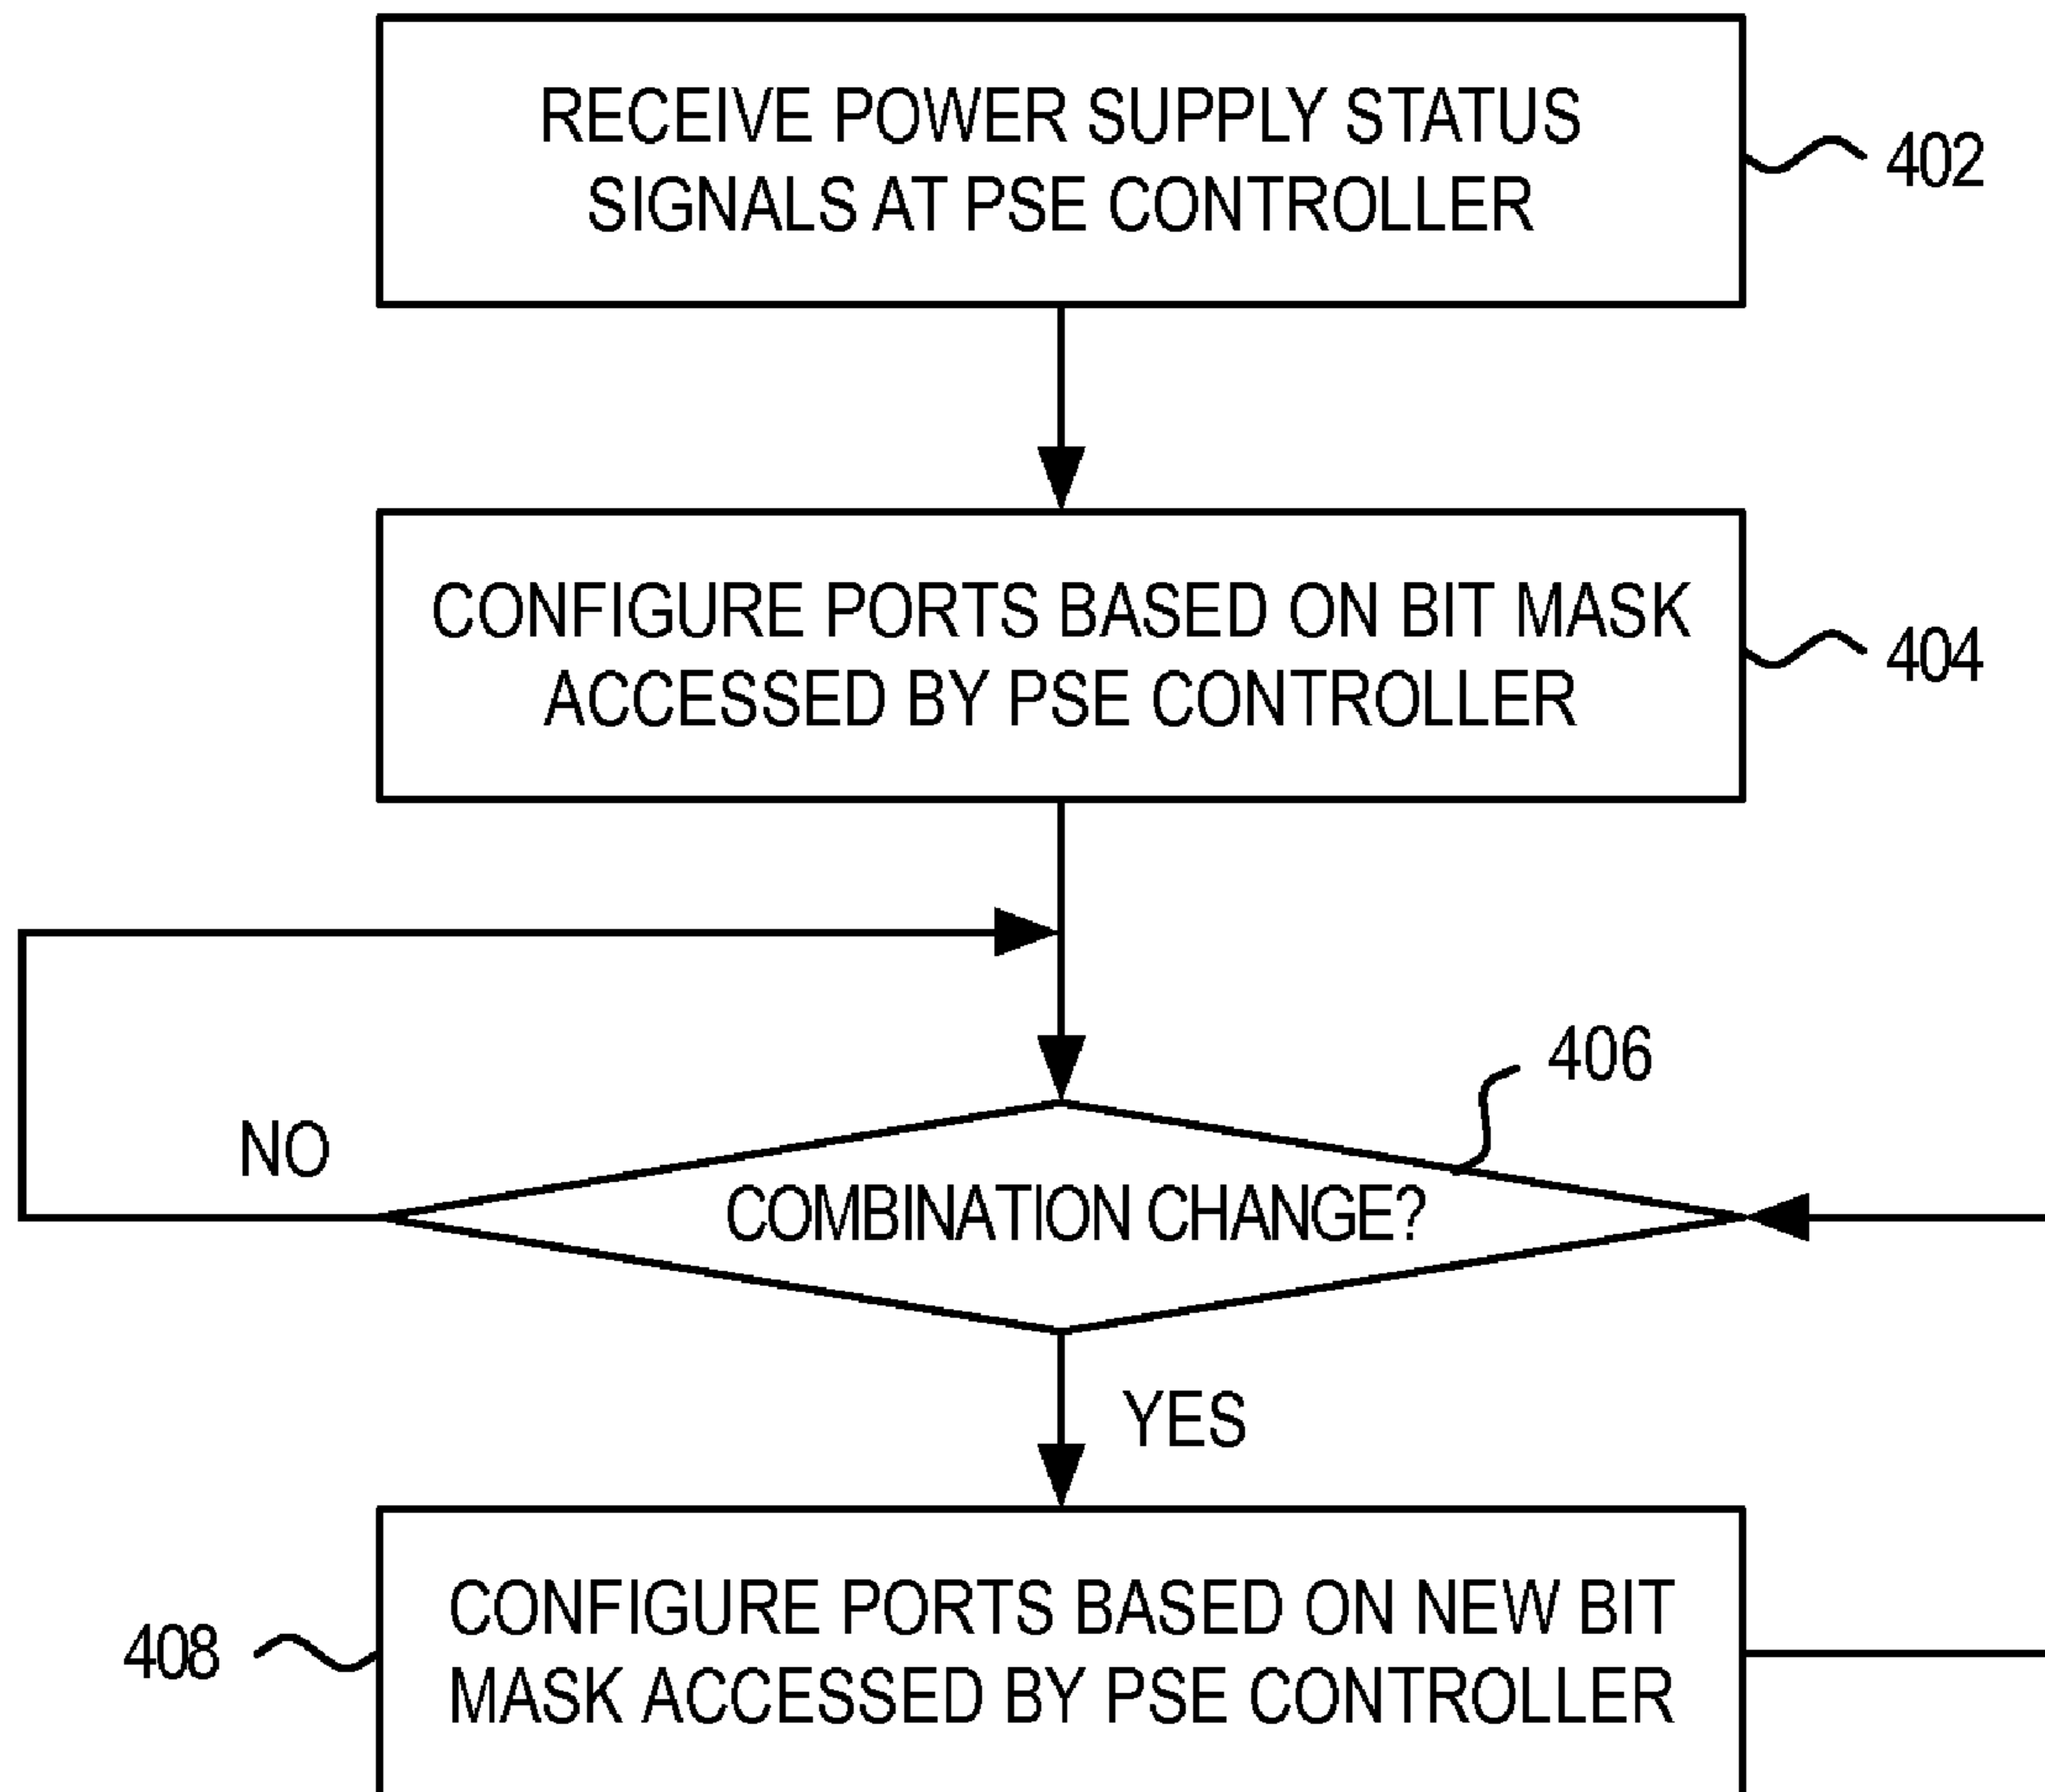 RECEIVE POWER SUPPLY STATUS
SIGNALS AT PSE CONTROLLER
402
CONFIGURE PORTS BASED ON BIT MASK
ACCESSED BY PSE CONTROLLER
404
406
NO
COMBINATION CHANGE?
YES
CONFIGURE PORTS BASED ON NEW BIT
MASK ACCESSED BY PSE CONTROLLER
408